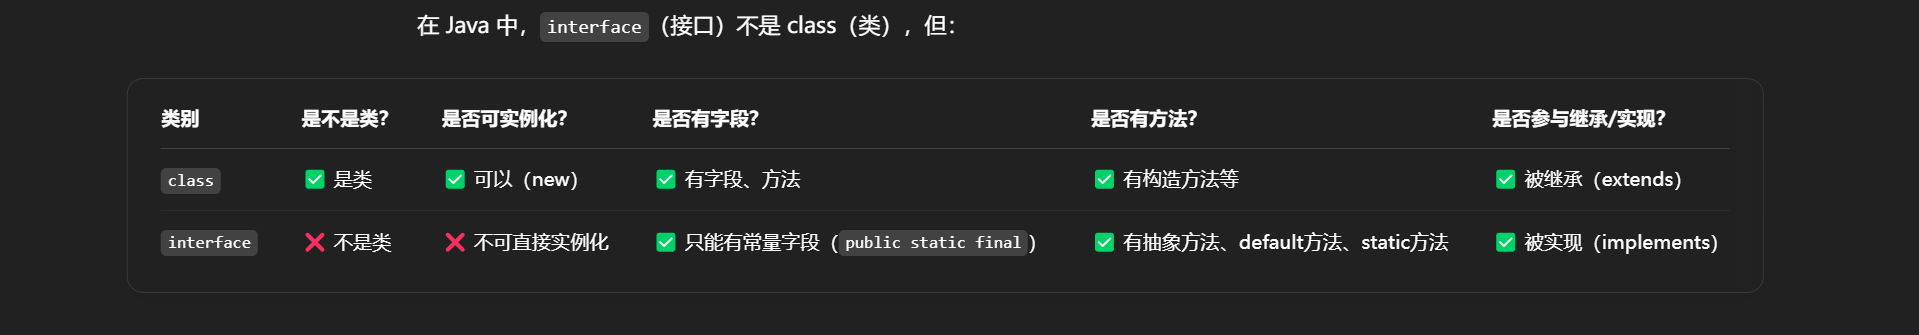 在 Java 中，interface（接口）不是 class（类），但：
类别 是不是类？ 是否可实例化？ 是否有字段？ 是否有方法？ 是否参与继承/实现？
class ✅ 是类 ✅ 可以（new） ✅ 有字段、方法 ✅ 有构造方法等 ✅ 被继承（extends）
interface ❌ 不是类 ❌ 不可直接实例化 ✅ 只能有常量字段（public static final） ✅ 有抽象方法、default方法、static方法 ✅ 被实现（implements）